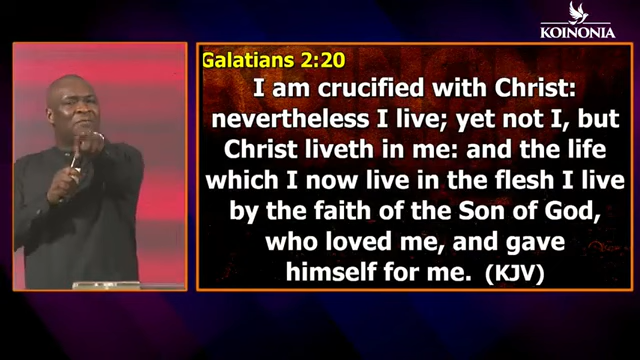 KOINONIA
Galatians 2:20
I am crucified with Christ:
nevertheless I live; yet not I, but
Christ liveth in me: and the life
which I now live in the flesh I live
by the faith of the Son of God,
who loved me, and gave
himself for me. (KJV)